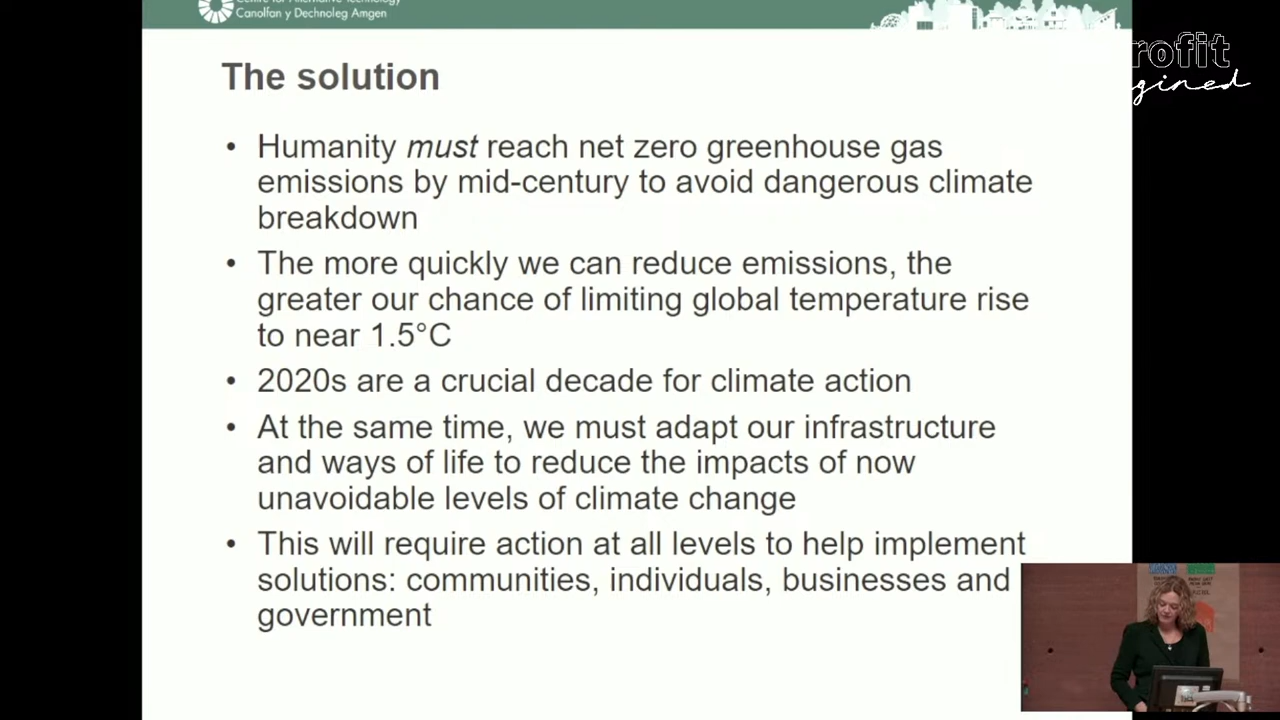 Centre for Alternative Technology
Canolfan y Dechnoleg Amgen
rofit
gined
The solution
• Humanity must reach net zero greenhouse gas
emissions by mid-century to avoid dangerous climate
breakdown
• The more quickly we can reduce emissions, the
greater our chance of limiting global temperature rise
to near 1.5°C
• 2020s are a crucial decade for climate action
• At the same time, we must adapt our infrastructure
and ways of life to reduce the impacts of now
unavoidable levels of climate change
• This will require action at all levels to help implement
solutions: communities, individuals, businesses and
government